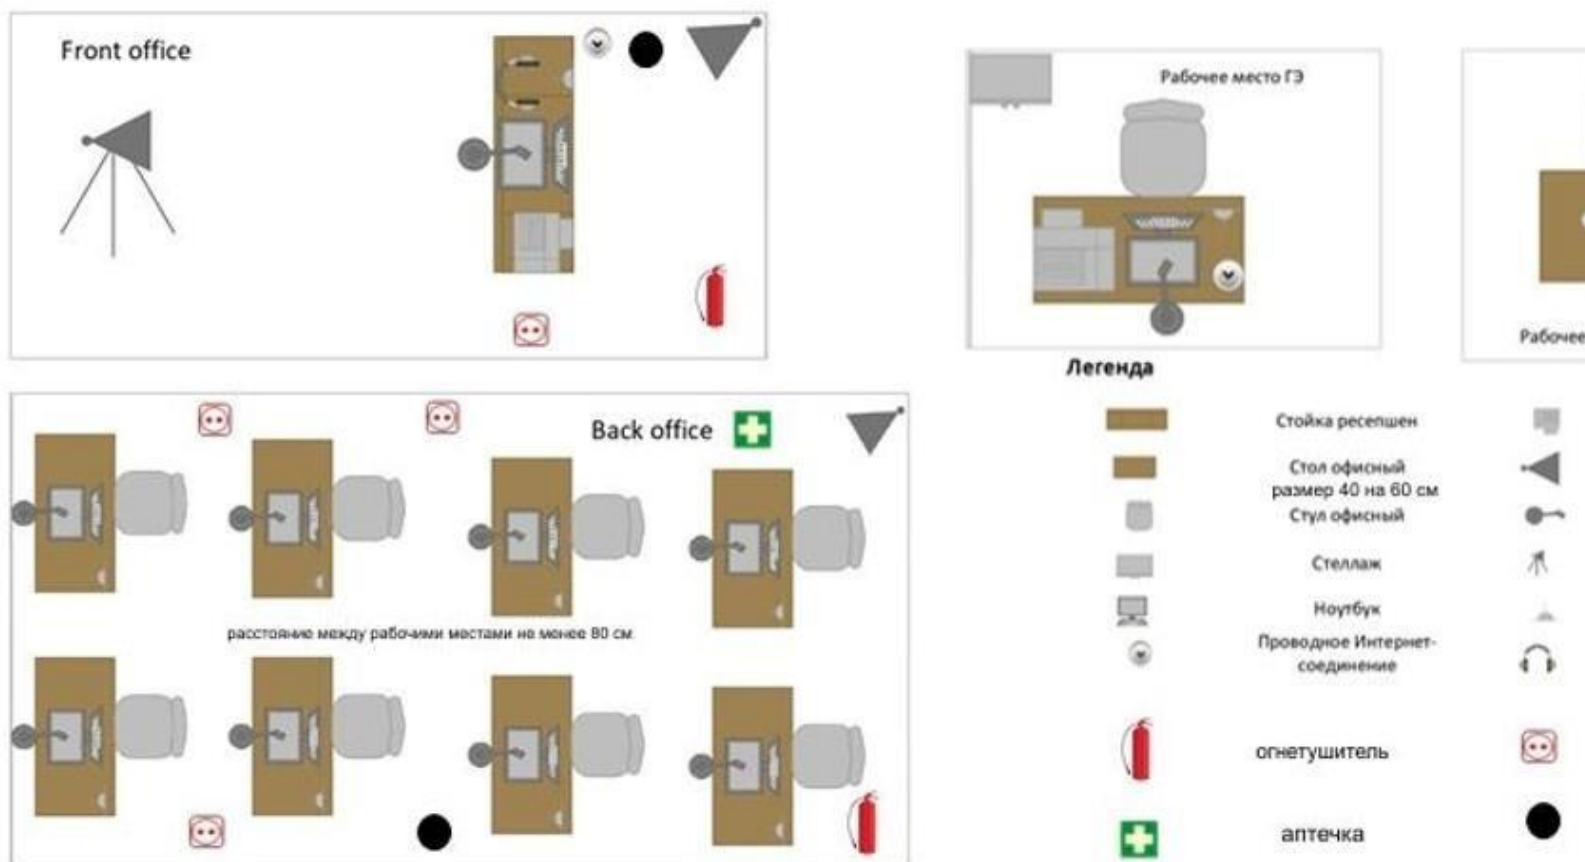 Front office
Рабочее место ГЭ
Рабочее
Легенда
Back office
расстояние между рабочими местами не менее 80 см
Стойка ресепшен
Стол офисный
размер 40 на 60 см
Стул офисный
Стеллаж
Ноутбук
Проводное Интернет-
соединение
огнетушитель
аптечка